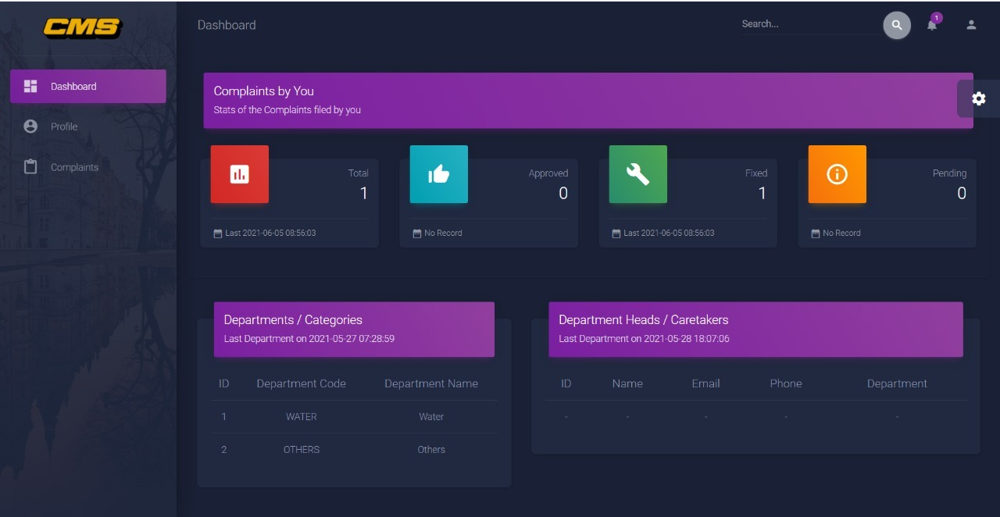 CMS
Dashboard
Search...
1
Dashboard
Profile
Complaints
Complaints by You
Stats of the Complaints filed by you
Total
1
Last 2021-06-05 08:56:03
Approved
0
No Record
Fixed
1
Last 2021-06-05 08:56:03
Pending
0
No Record
Departments / Categories
Last Department on 2021-05-27 07:28:59
ID Department Code Department Name
1 WATER Water
2 OTHERS Others
Department Heads / Caretakers
Last Department on 2021-05-28 18:07:06
ID Name Email Phone Department
- - - - -